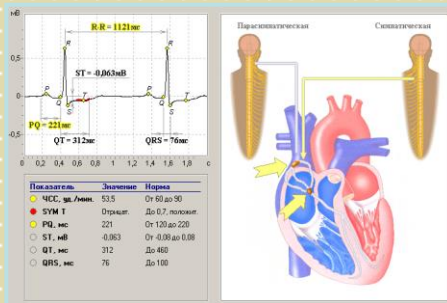 мВ
R-R = 1121мс
R
R
0,5
ST = -0,063мВ
P
T
P
T
0
Q
S
Q
S
PQ = 221мс
-0,5
QT = 312мс
QRS = 76мс
0 0,2 0,4 0,6 0,8 1,0 1,2 1,4 1,6 1,8 с
Показатель Значение Норма
ЧСС, уд./мин. 53,5 От 60 до 90
SYM T Отрицат. До 0,7, положит.
PQ, мс 221 От 120 до 220
ST, мВ -0,063 От -0,08 до 0,08
QT, мс 312 До 460
QRS, мс 76 До 100
Парасимпатическая
Симпатическая